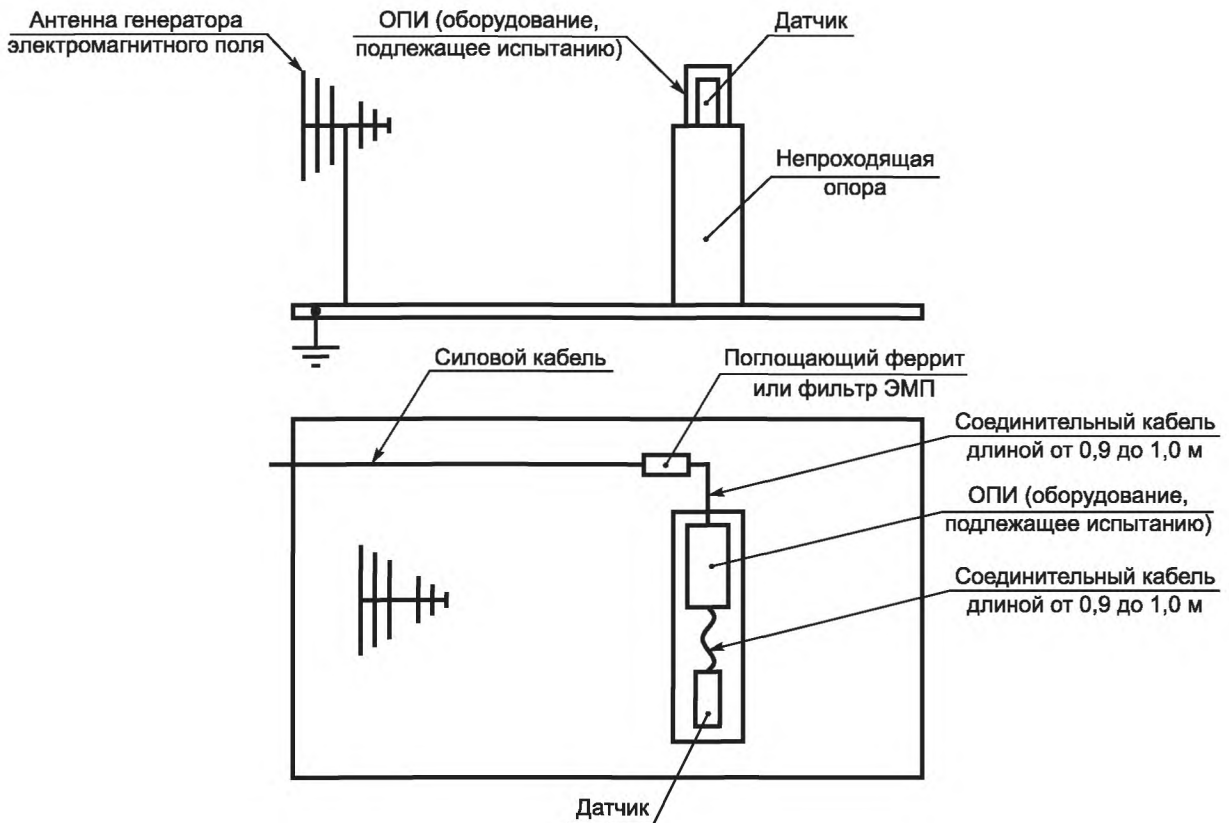 Антенна генератора
электромагнитного поля
ОПИ (оборудование,
подлежащее испытанию)
Датчик
Непроходящая
опора
Силовой кабель
Поглощающий феррит
или фильтр ЭМП
Соединительный кабель
длиной от 0,9 до 1,0 м
ОПИ (оборудование,
подлежащее испытанию)
Соединительный кабель
длиной от 0,9 до 1,0 м
Датчик